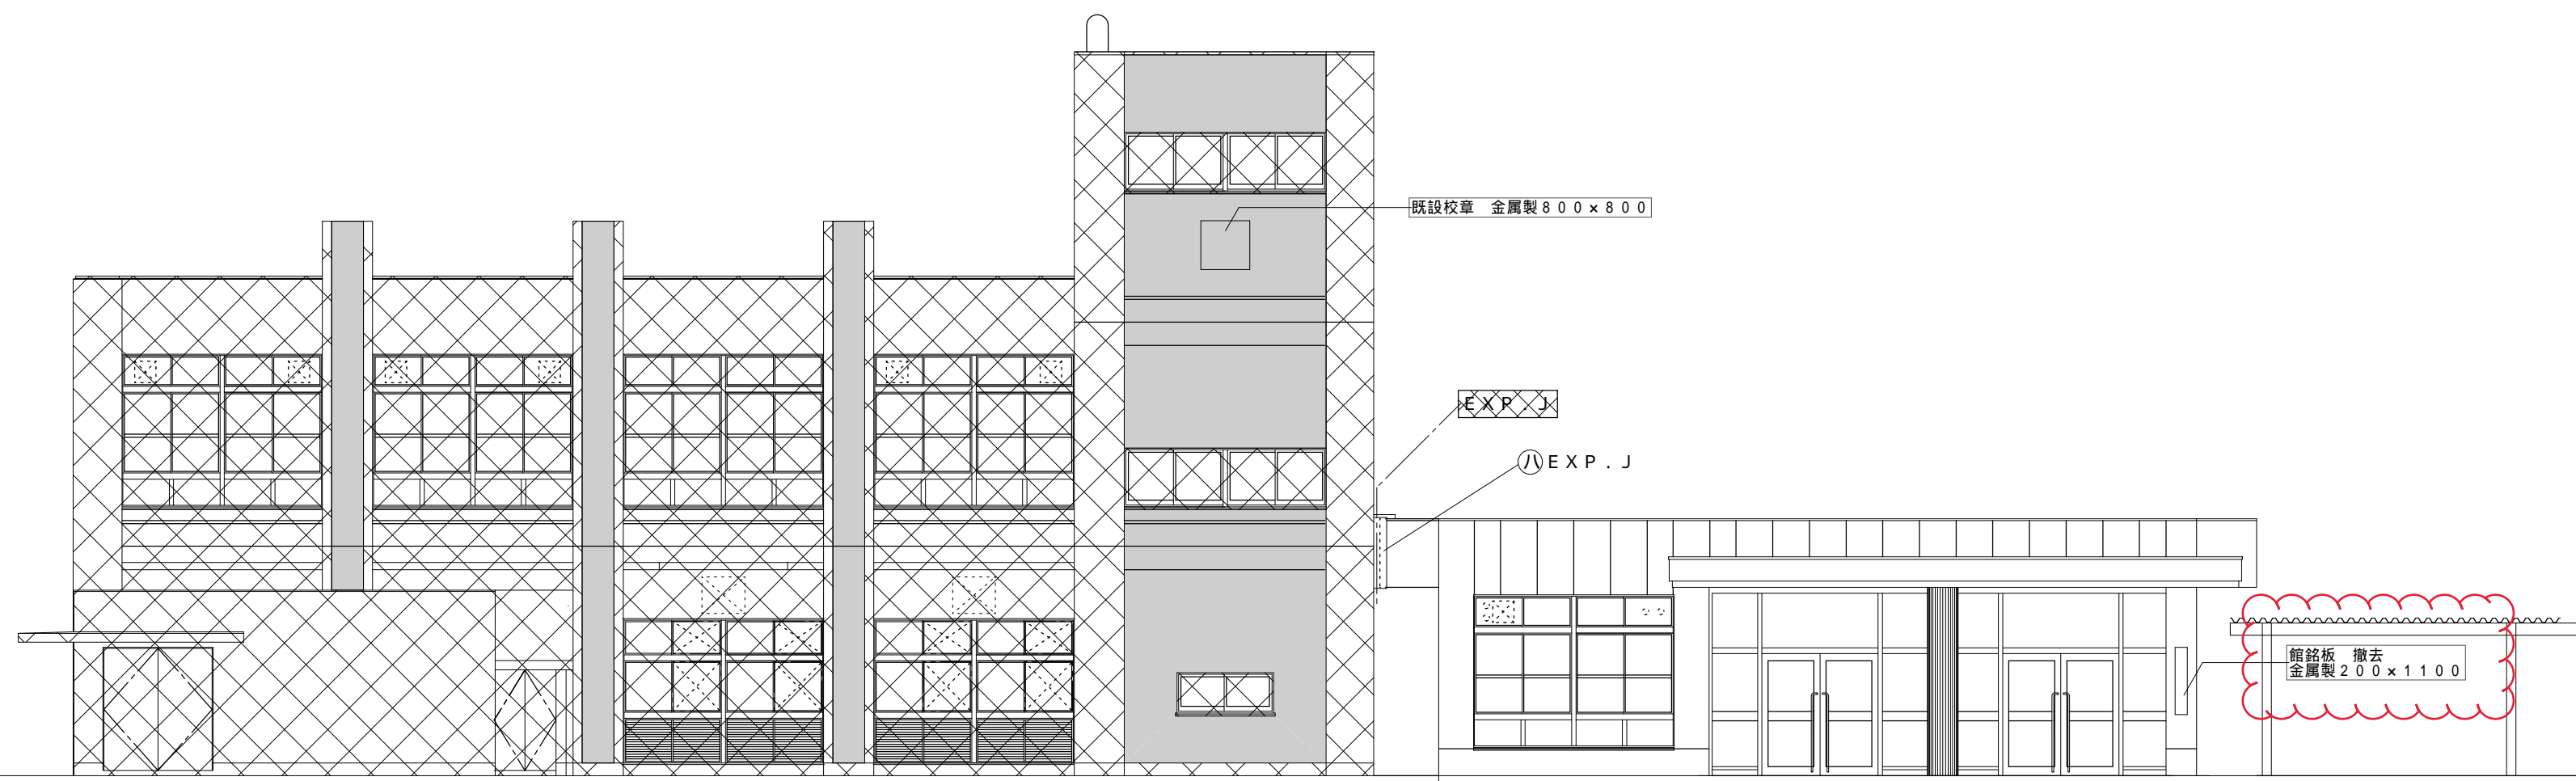 既設校章　金属製８００×８００
ＥＸＰ．Ｊ
㋩ＥＸＰ．Ｊ
館銘板　撤去
金属製２００×１１００